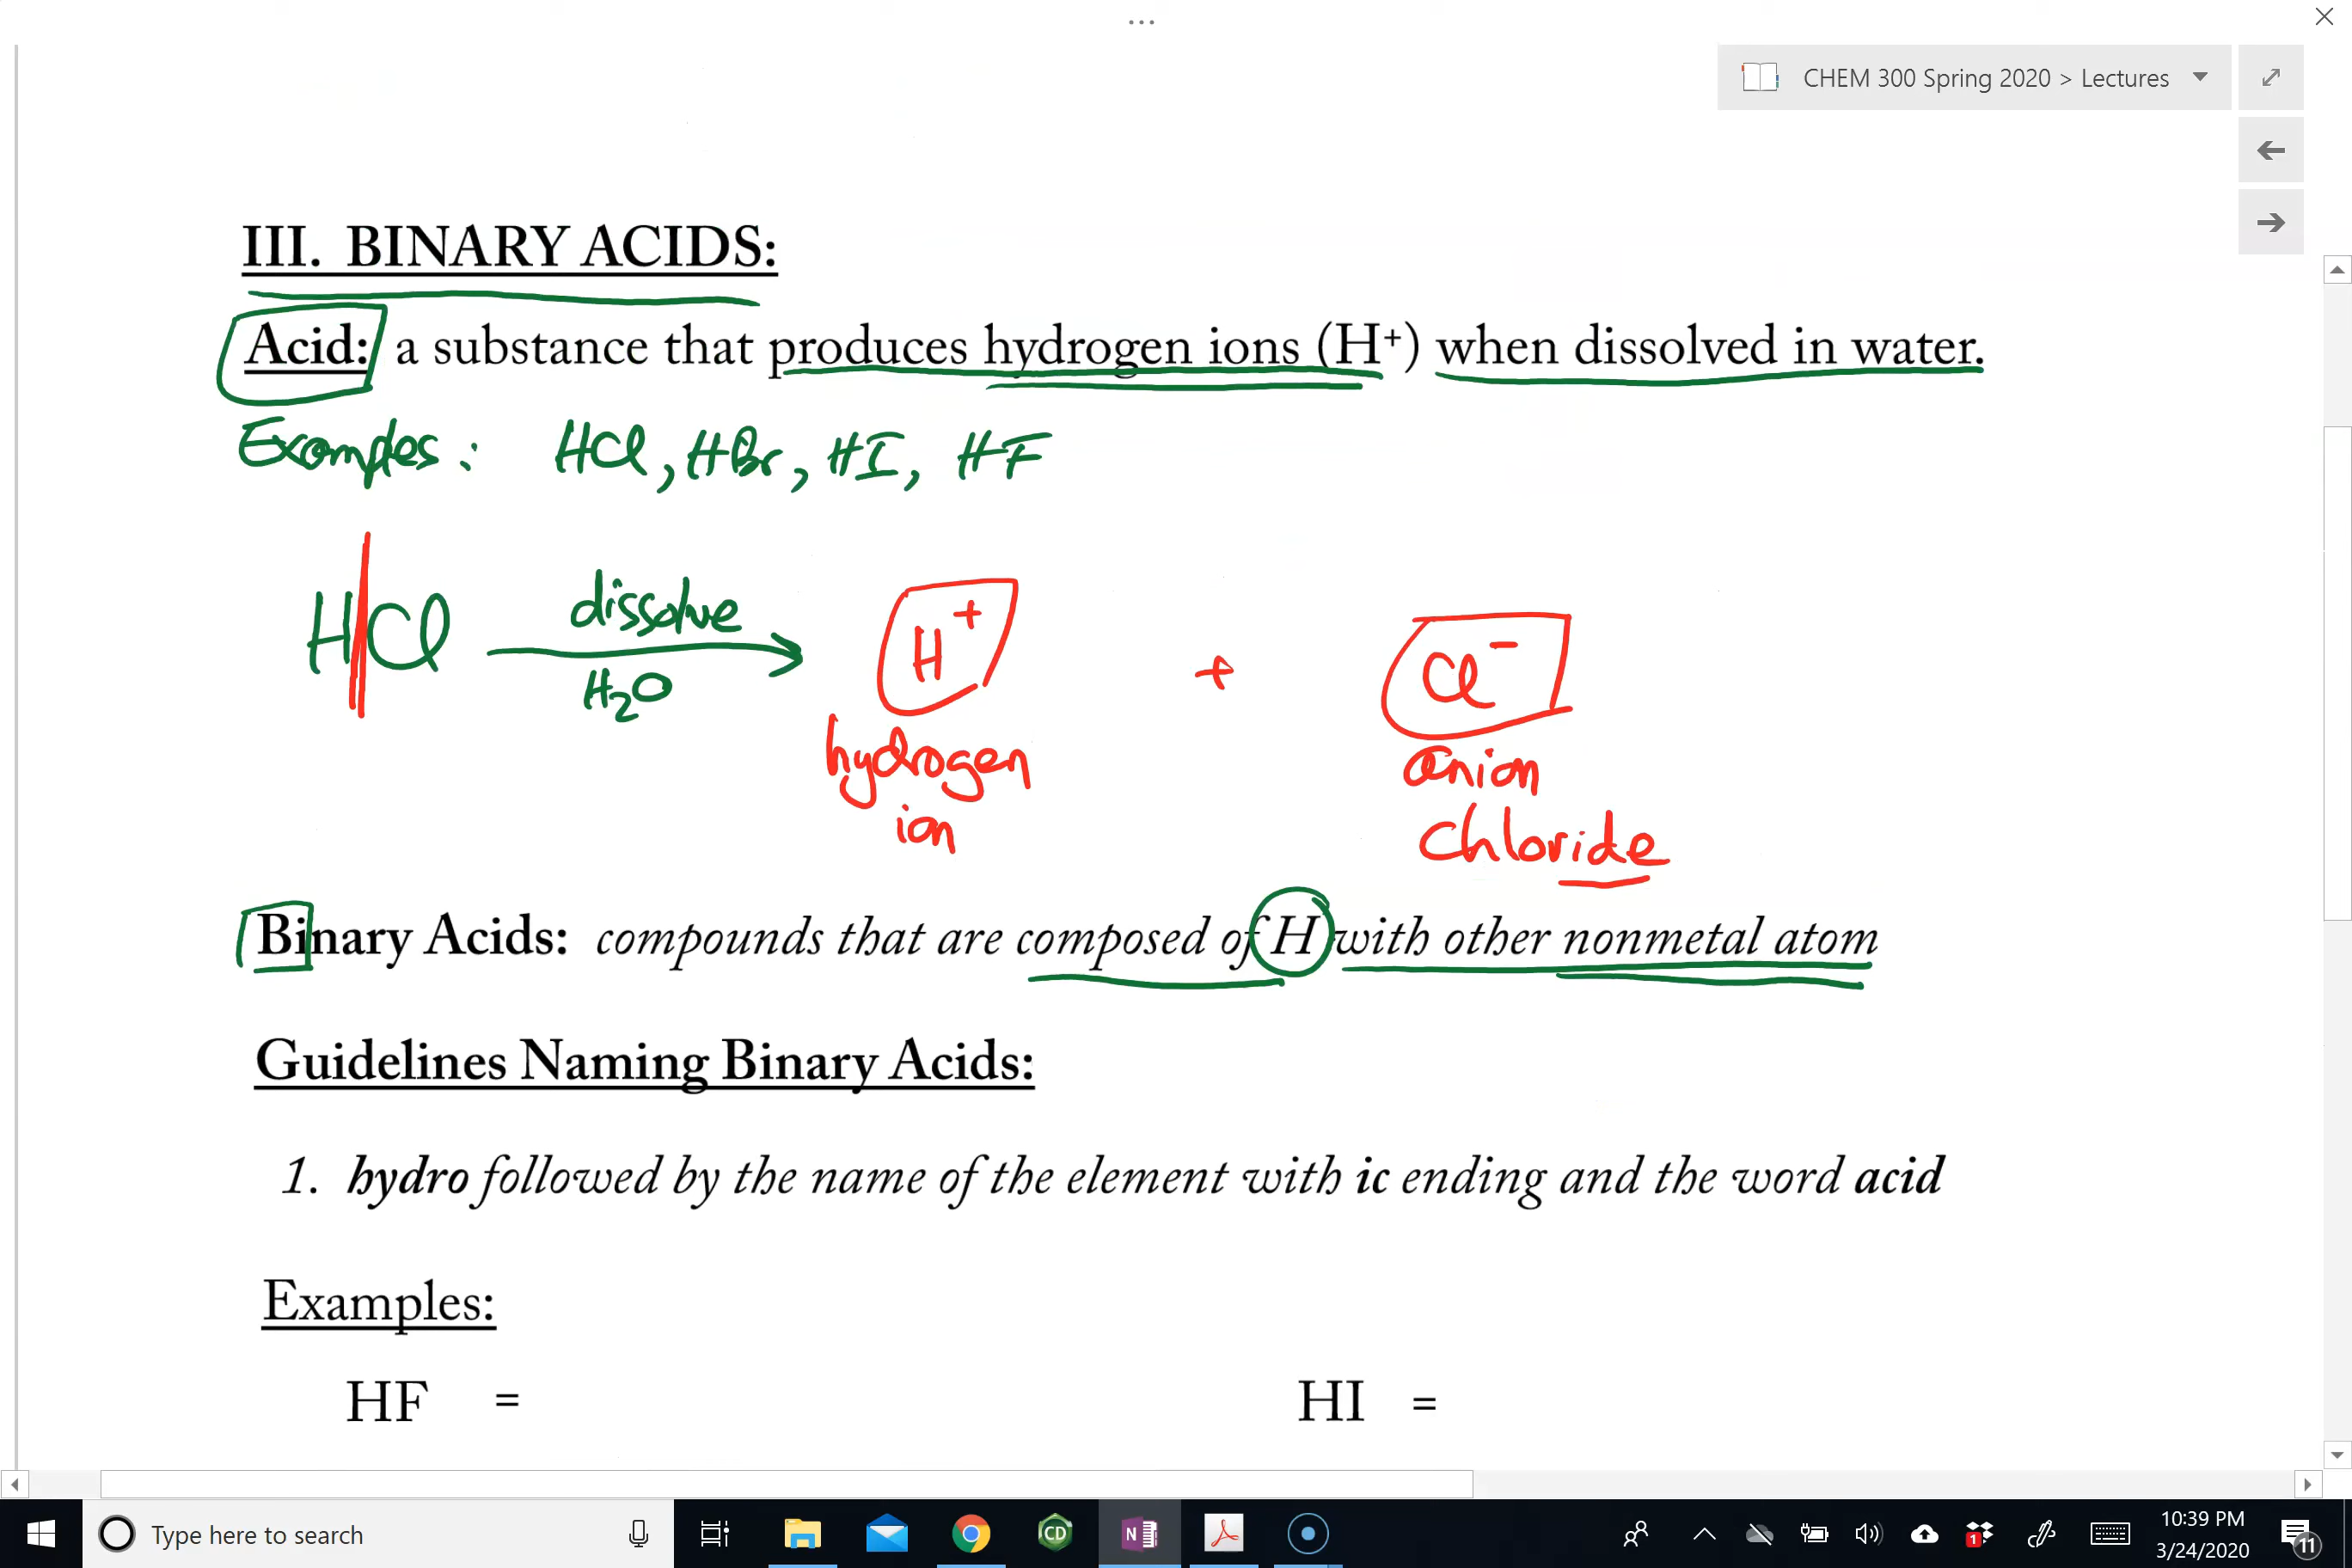 CHEM 300 Spring 2020 > Lectures
III. BINARY ACIDS:
Acid: a substance that produces hydrogen ions (H⁺) when dissolved in water.
Examples: HCl, HBr, HI, HF
HCl dissolve H₂O H⁺ + Cl⁻
hydrogen anion
ion chloride
Binary Acids: compounds that are composed of H with other nonmetal atom
Guidelines Naming Binary Acids:
1. hydro followed by the name of the element with ic ending and the word acid
Examples:
HF = HI =
Type here to search
CD
N
1
10:39 PM
3/24/2020
11